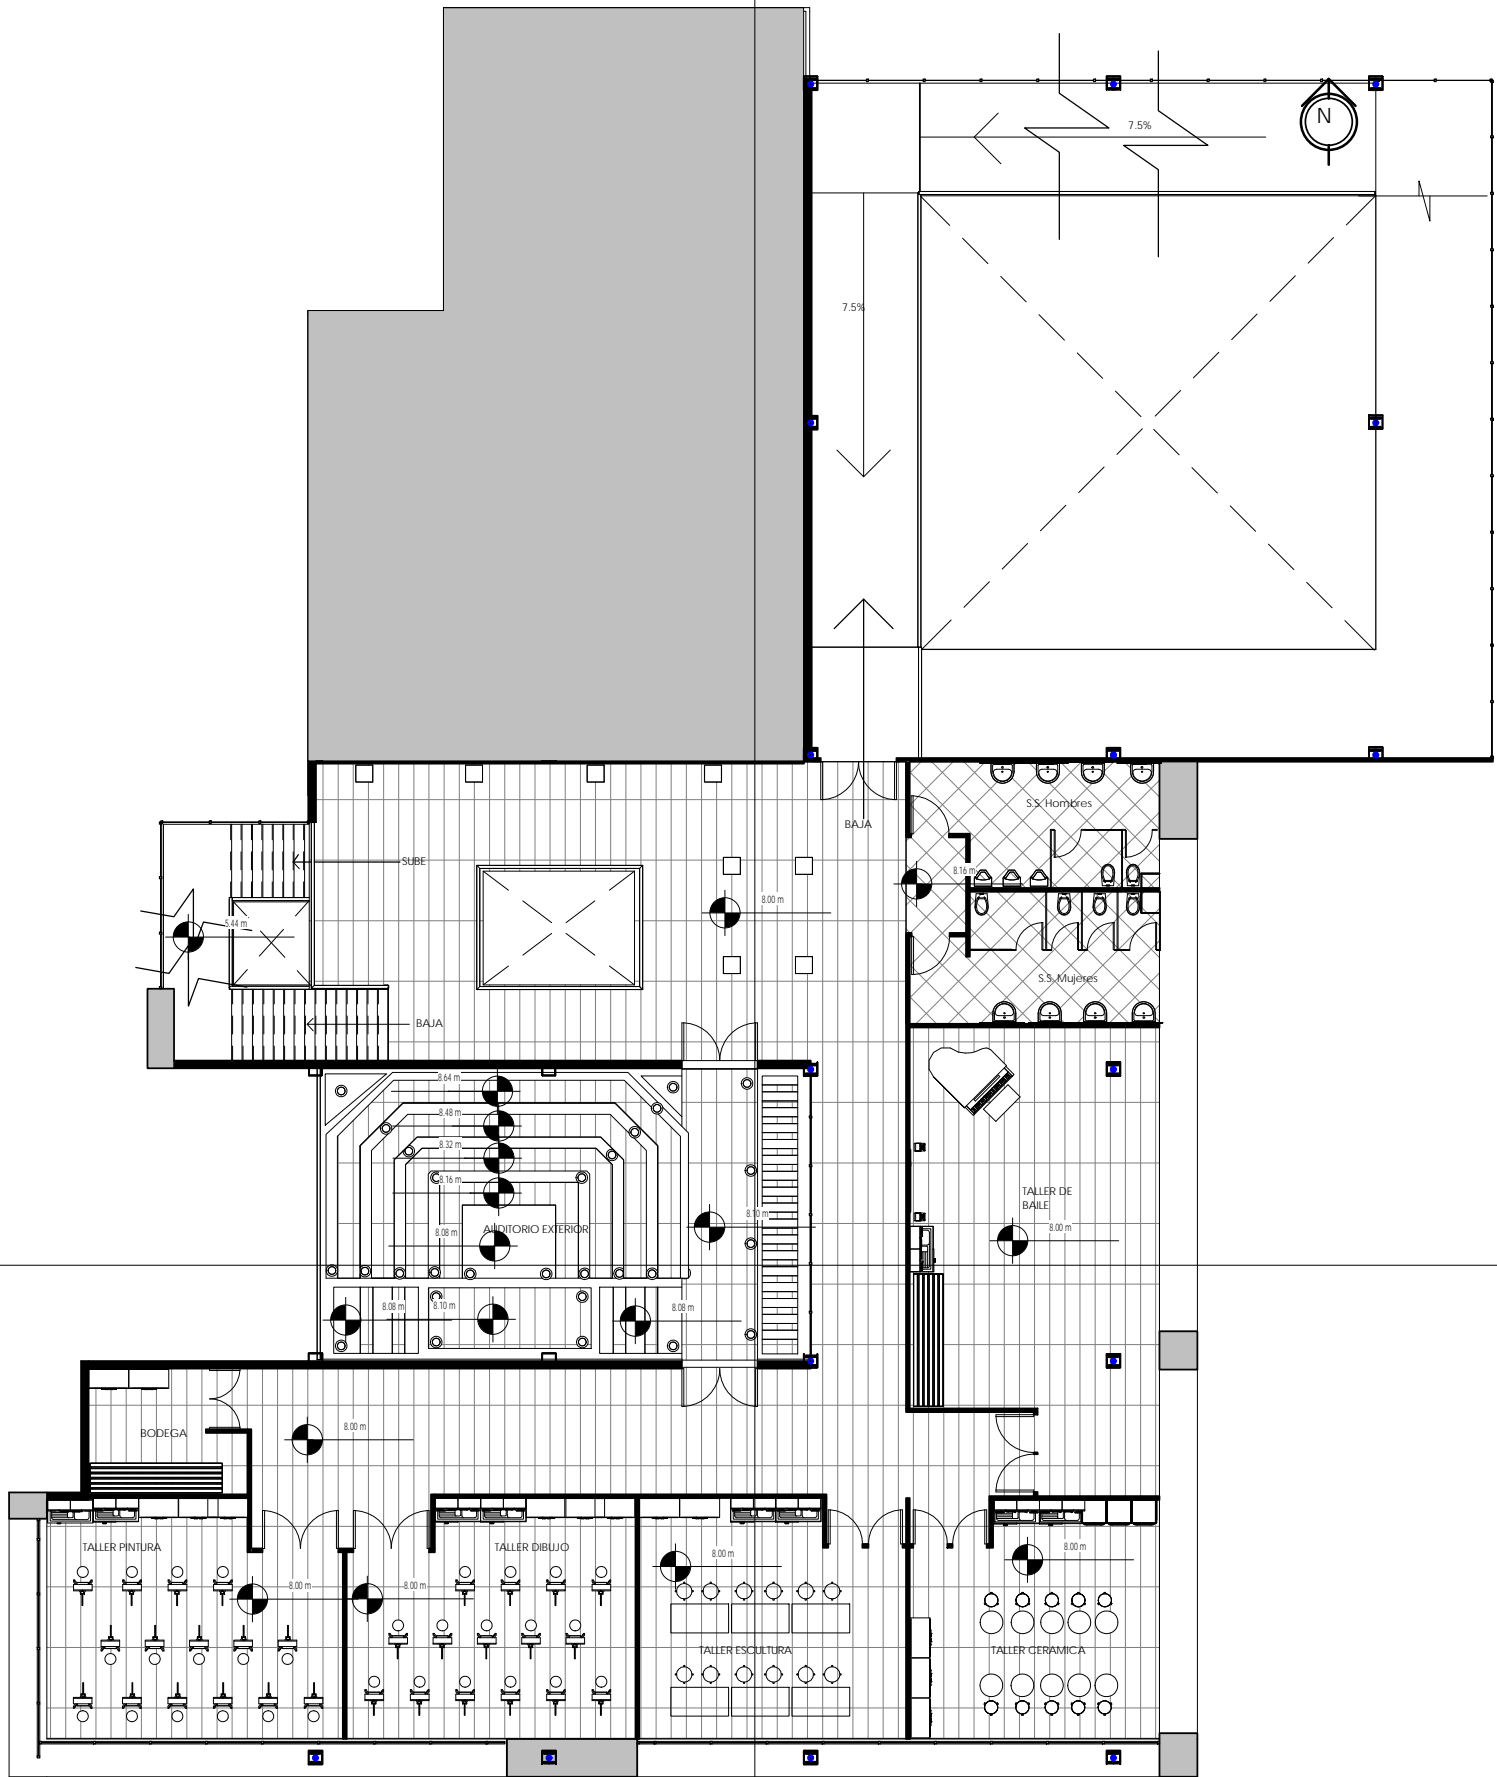 7.5%
N
7.5%
BAJA
S.S. Hombres
SUBE
8.16 m
8.00 m
5.44 m
S.S. Mujeres
BAJA
8.64 m
8.48 m
8.32 m
8.16 m
TALLER DE
BAILE
8.10 m
8.00 m
AUDITORIO EXTERIOR
8.08 m
8.08 m
8.10 m
8.08 m
8.00 m
BODEGA
TALLER PINTURA
TALLER DIBUJO
8.00 m
8.00 m
8.00 m
8.00 m
TALLER ESCULTURA
TALLER CERAMICA